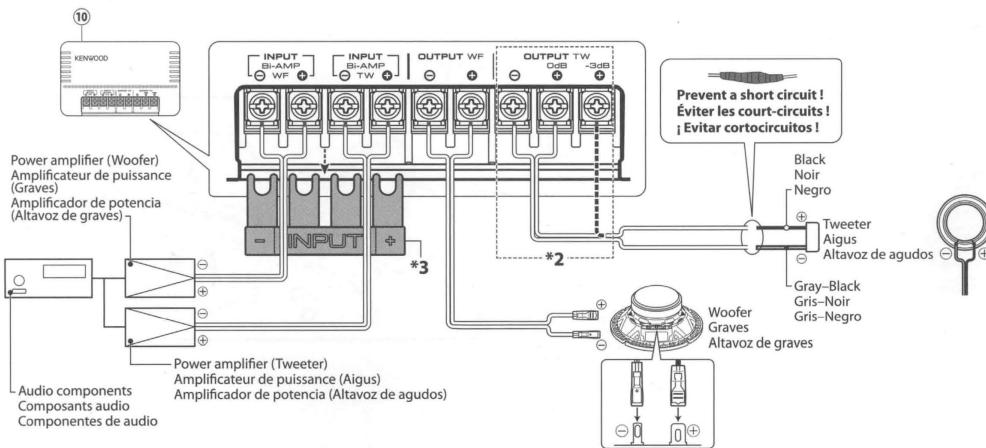 ⑩
KENWOOD
INPUT
Bi-AMP
⊖ WF ⊕
INPUT
Bi-AMP
⊖ TW ⊕
OUTPUT WF
⊖ ⊕
OUTPUT TW
0dB -3dB
⊖ ⊕ ⊕
Prevent a short circuit !
Éviter les court-circuits !
¡ Evitar cortocircuitos !
Power amplifier (Woofer)
Amplificateur de puissance
(Graves)
Amplificador de potencia
(Altavoz de graves)
⊖
⊕
⊖
⊕
- INPUT +
*3
*2
Black
Noir
Negro
⊕
Tweeter
Aigus
Altavoz de agudos
⊖
Gray–Black
Gris–Noir
Gris–Negro
⊖ ⊕
⊕
⊖
Woofer
Graves
Altavoz de graves
⊖ ⊕
Power amplifier (Tweeter)
Amplificateur de puissance (Aigus)
Amplificador de potencia (Altavoz de agudos)
Audio components
Composants audio
Componentes de audio